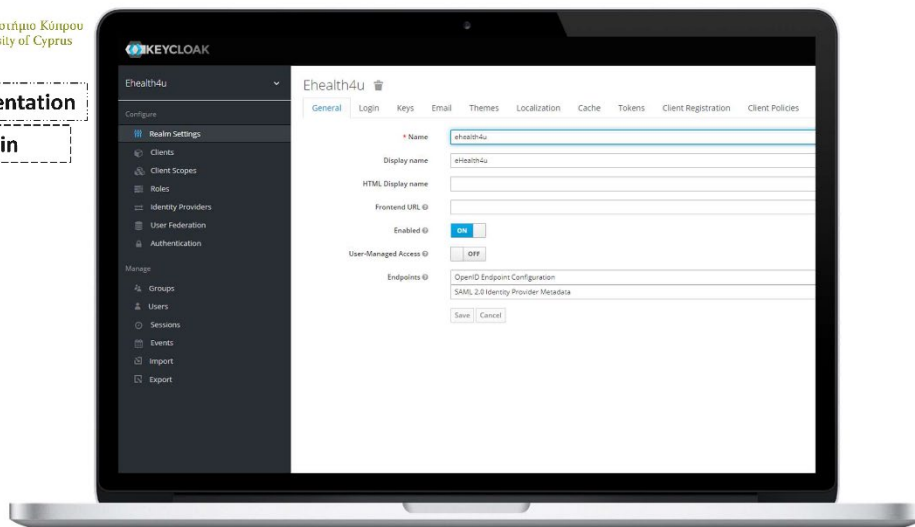 στήμιο Κύπρου
sity of Cyprus
entation
in
KEYCLOAK
Ehealth4u
Configure
Realm Settings
Clients
Client Scopes
Roles
Identity Providers
User Federation
Authentication
Manage
Groups
Users
Sessions
Events
Import
Export
Ehealth4u
General Login Keys Email Themes Localization Cache Tokens Client Registration Client Policies
* Name ehealth4u
Display name eHealth4u
HTML Display name
Frontend URL
Enabled ON
User-Managed Access OFF
Endpoints OpenID Endpoint Configuration
SAML 2.0 Identity Provider Metadata
Save Cancel